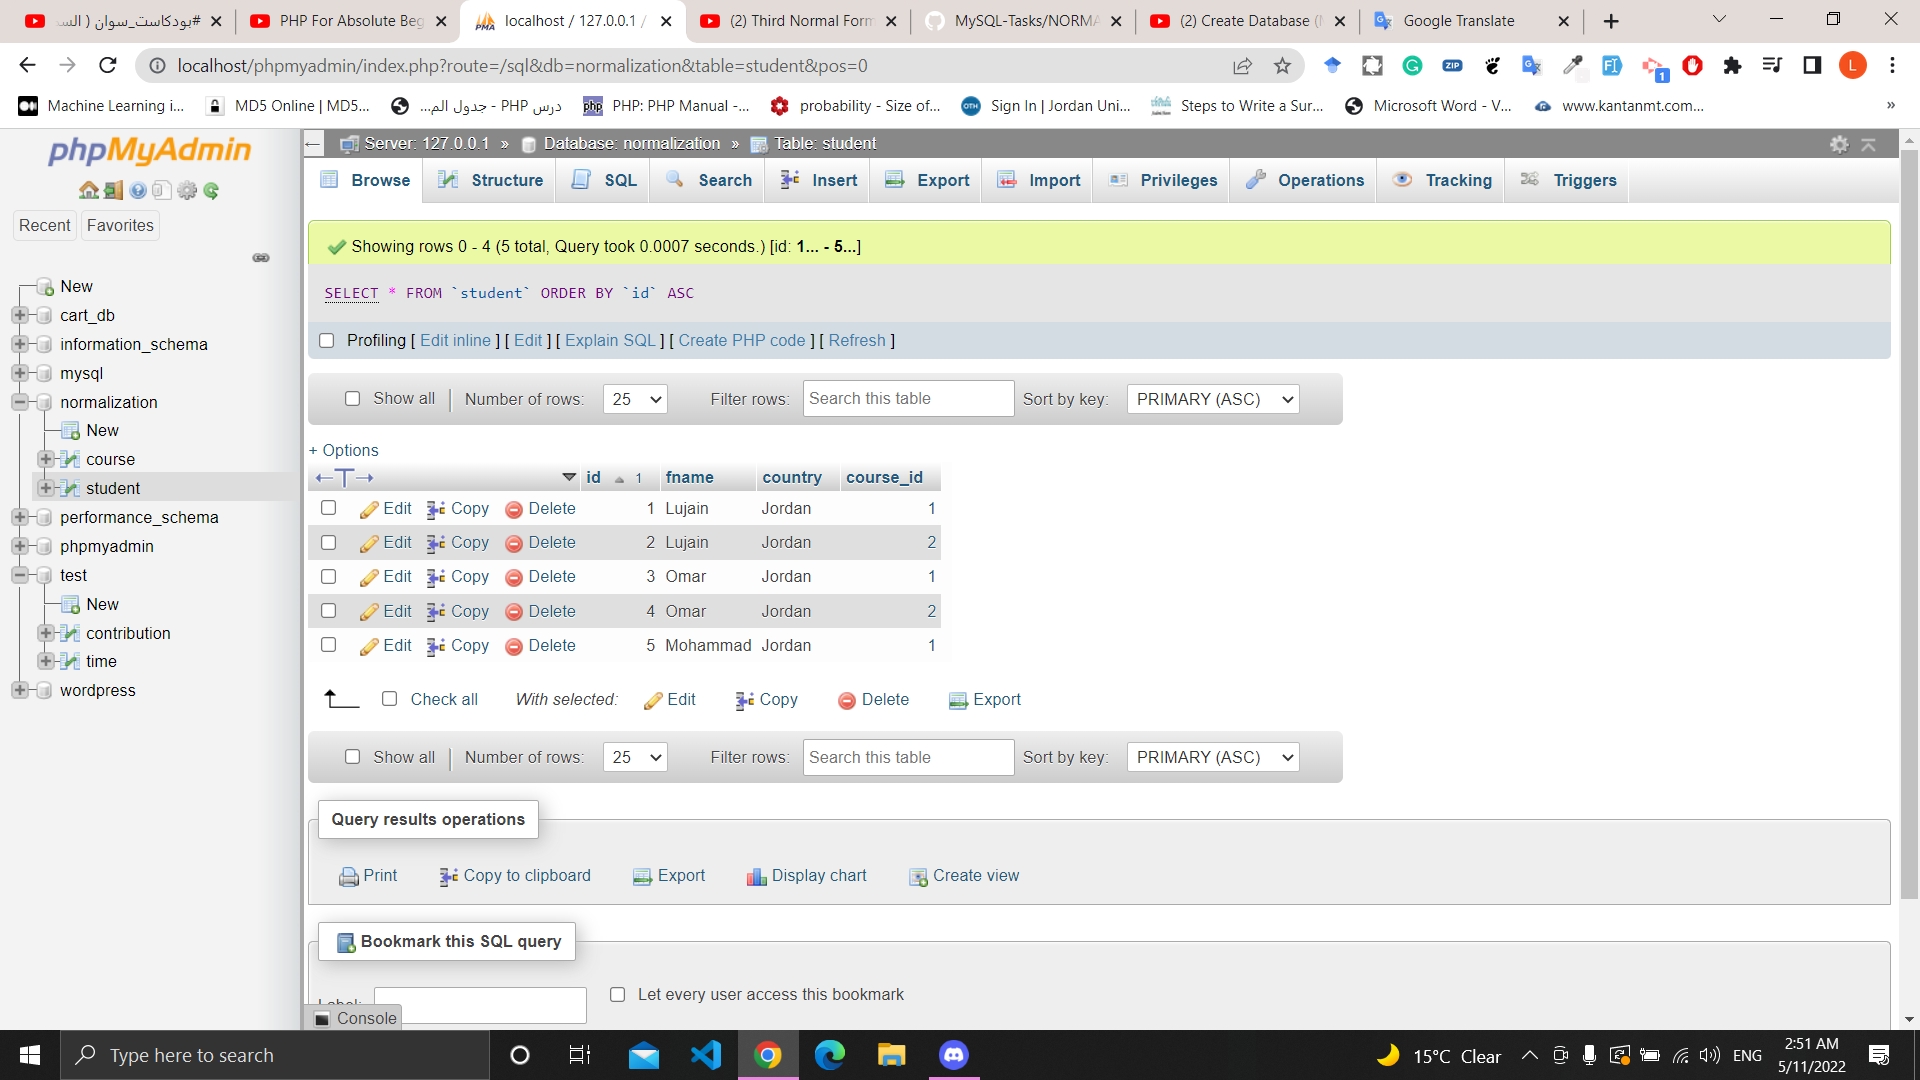 #بودكاست_سوان ( الس
PHP For Absolute Beg
localhost / 127.0.0.1 /
(2) Third Normal Form
MySQL-Tasks/NORMA
(2) Create Database (
Google Translate
localhost/phpmyadmin/index.php?route=/sql&db=normalization&table=student&pos=0
Machine Learning i...
MD5 Online | MD5...
درس PHP - جدول الم...
PHP: PHP Manual -...
probability - Size of...
Sign In | Jordan Uni...
Steps to Write a Sur...
Microsoft Word - V...
www.kantanmt.com...
»
phpMyAdmin
Recent
Favorites
New
cart_db
information_schema
mysql
normalization
New
course
student
performance_schema
phpmyadmin
test
New
contribution
time
wordpress
Server: 127.0.0.1 » Database: normalization » Table: student
Browse Structure SQL Search Insert Export Import Privileges Operations Tracking Triggers
Showing rows 0 - 4 (5 total, Query took 0.0007 seconds.) [id: 1... - 5...]
SELECT * FROM `student` ORDER BY `id` ASC
Profiling [ Edit inline ] [ Edit ] [ Explain SQL ] [ Create PHP code ] [ Refresh ]
Show all | Number of rows: 25 Filter rows: Search this table Sort by key: PRIMARY (ASC)
+ Options
id 1 fname country course_id
Edit Copy Delete 1 Lujain Jordan 1
Edit Copy Delete 2 Lujain Jordan 2
Edit Copy Delete 3 Omar Jordan 1
Edit Copy Delete 4 Omar Jordan 2
Edit Copy Delete 5 Mohammad Jordan 1
Check all With selected: Edit Copy Delete Export
Show all | Number of rows: 25 Filter rows: Search this table Sort by key: PRIMARY (ASC)
Query results operations
Print Copy to clipboard Export Display chart Create view
Bookmark this SQL query
Label: Let every user access this bookmark
Console
Type here to search
15°C Clear
ENG
2:51 AM
5/11/2022